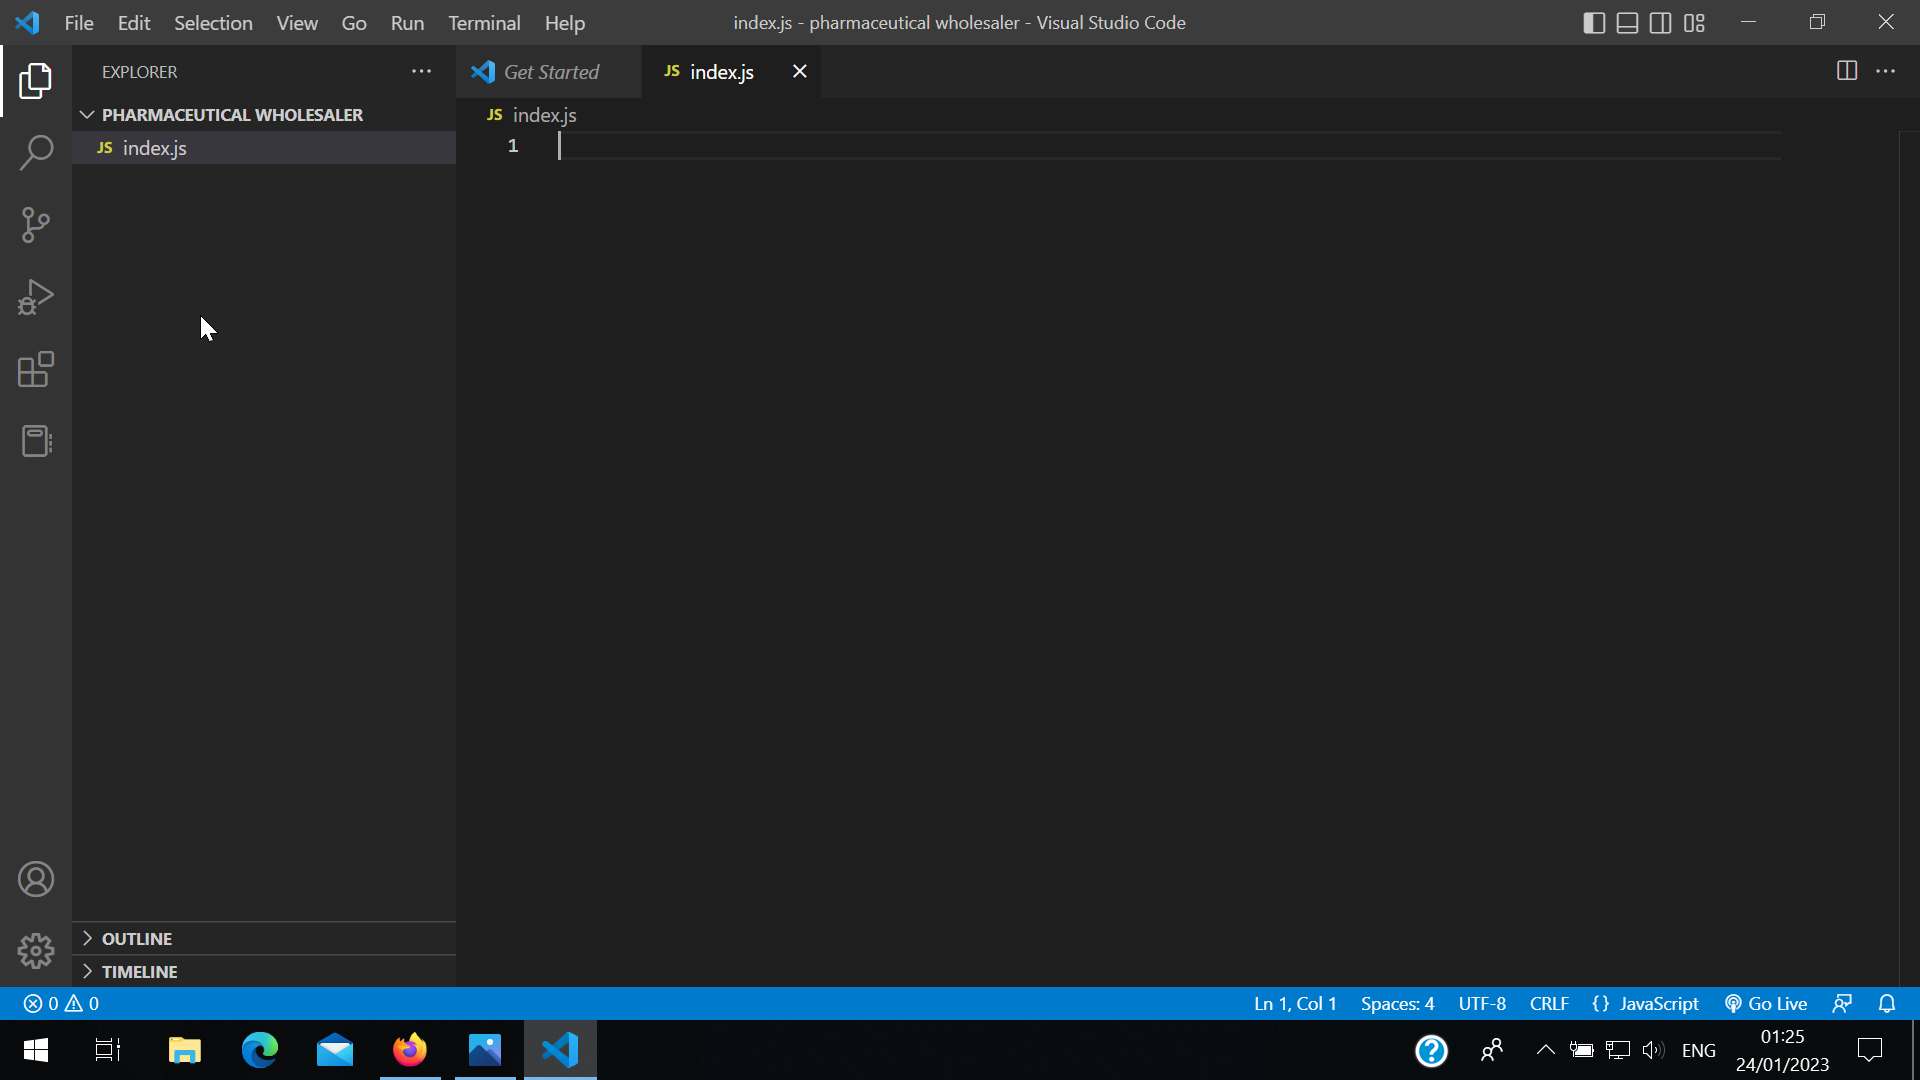 File Edit Selection View Go Run Terminal Help index.js - pharmaceutical wholesaler - Visual Studio Code
EXPLORER
Get Started
JS index.js
PHARMACEUTICAL WHOLESALER
JS index.js
JS index.js
1
OUTLINE
TIMELINE
0 0 Ln 1, Col 1 Spaces: 4 UTF-8 CRLF {} JavaScript Go Live
? ENG
01:25
24/01/2023